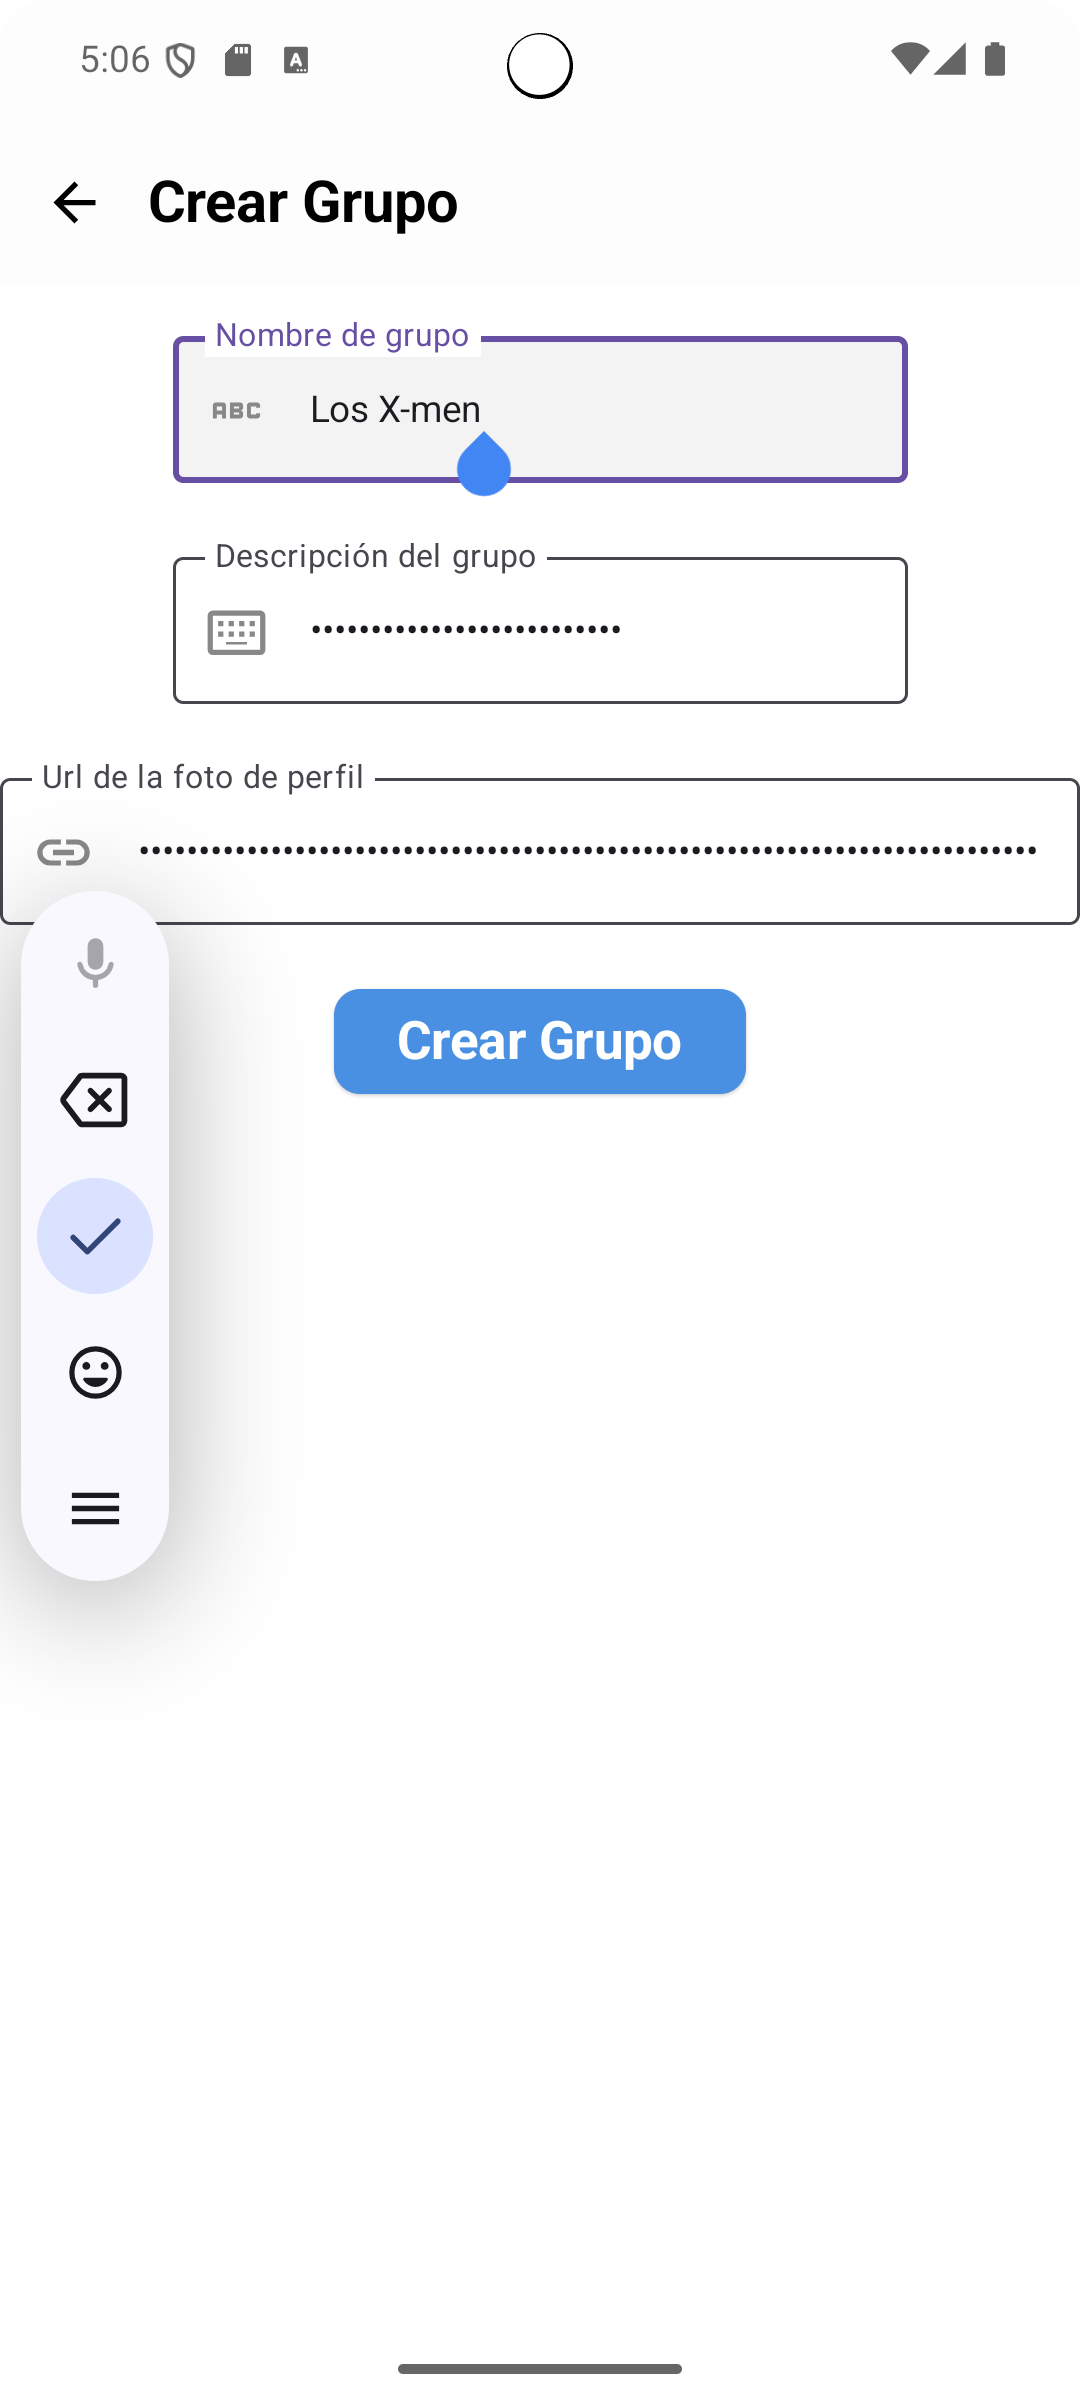 5:06
Crear Grupo
Nombre de grupo
ABC Los X-men
Descripción del grupo
••••••••••••••••••••••••••
Url de la foto de perfil
•••••••••••••••••••••••••••••••••••••••••••••••••••••••••••••••••••••••••••
Crear Grupo